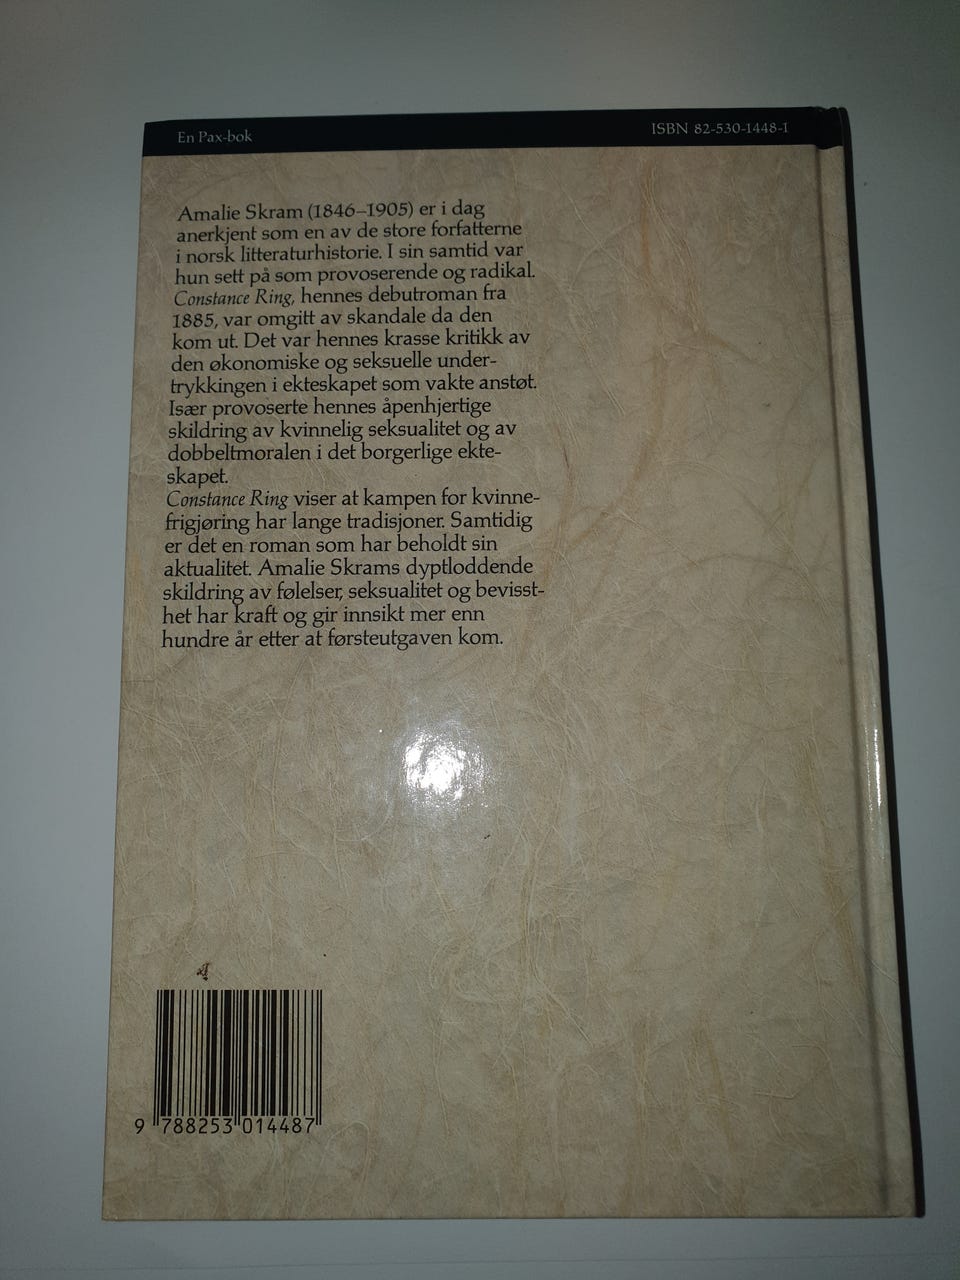 En Pax-bok
ISBN 82-530-1448-1
Amalie Skram (1846–1905) er i dag
anerkjent som en av de store forfatterne
i norsk litteraturhistorie. I sin samtid var
hun sett på som provoserende og radikal.
Constance Ring, hennes debutroman fra
1885, var omgitt av skandale da den
kom ut. Det var hennes krasse kritikk av
den økonomiske og seksuelle under-
trykkingen i ekteskapet som vakte anstøt.
Især provoserte hennes åpenhjertige
skildring av kvinnelig seksualitet og av
dobbeltmoralen i det borgerlige ekte-
skapet.
Constance Ring viser at kampen for kvinne-
frigjøring har lange tradisjoner. Samtidig
er det en roman som har beholdt sin
aktualitet. Amalie Skrams dyptloddende
skildring av følelser, seksualitet og bevisst-
het har kraft og gir innsikt mer enn
hundre år etter at førsteutgaven kom.
9 788253 014487